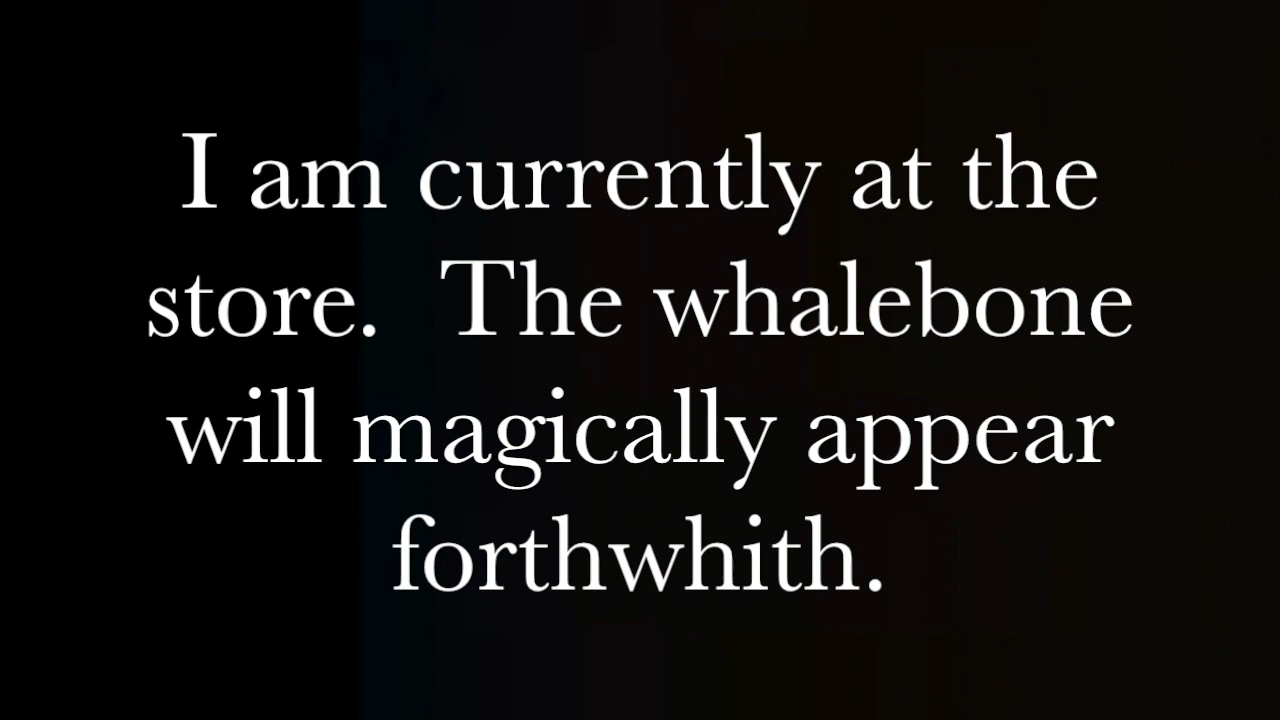 I am currently at the
store.  The whalebone
will magically appear
forthwhith.